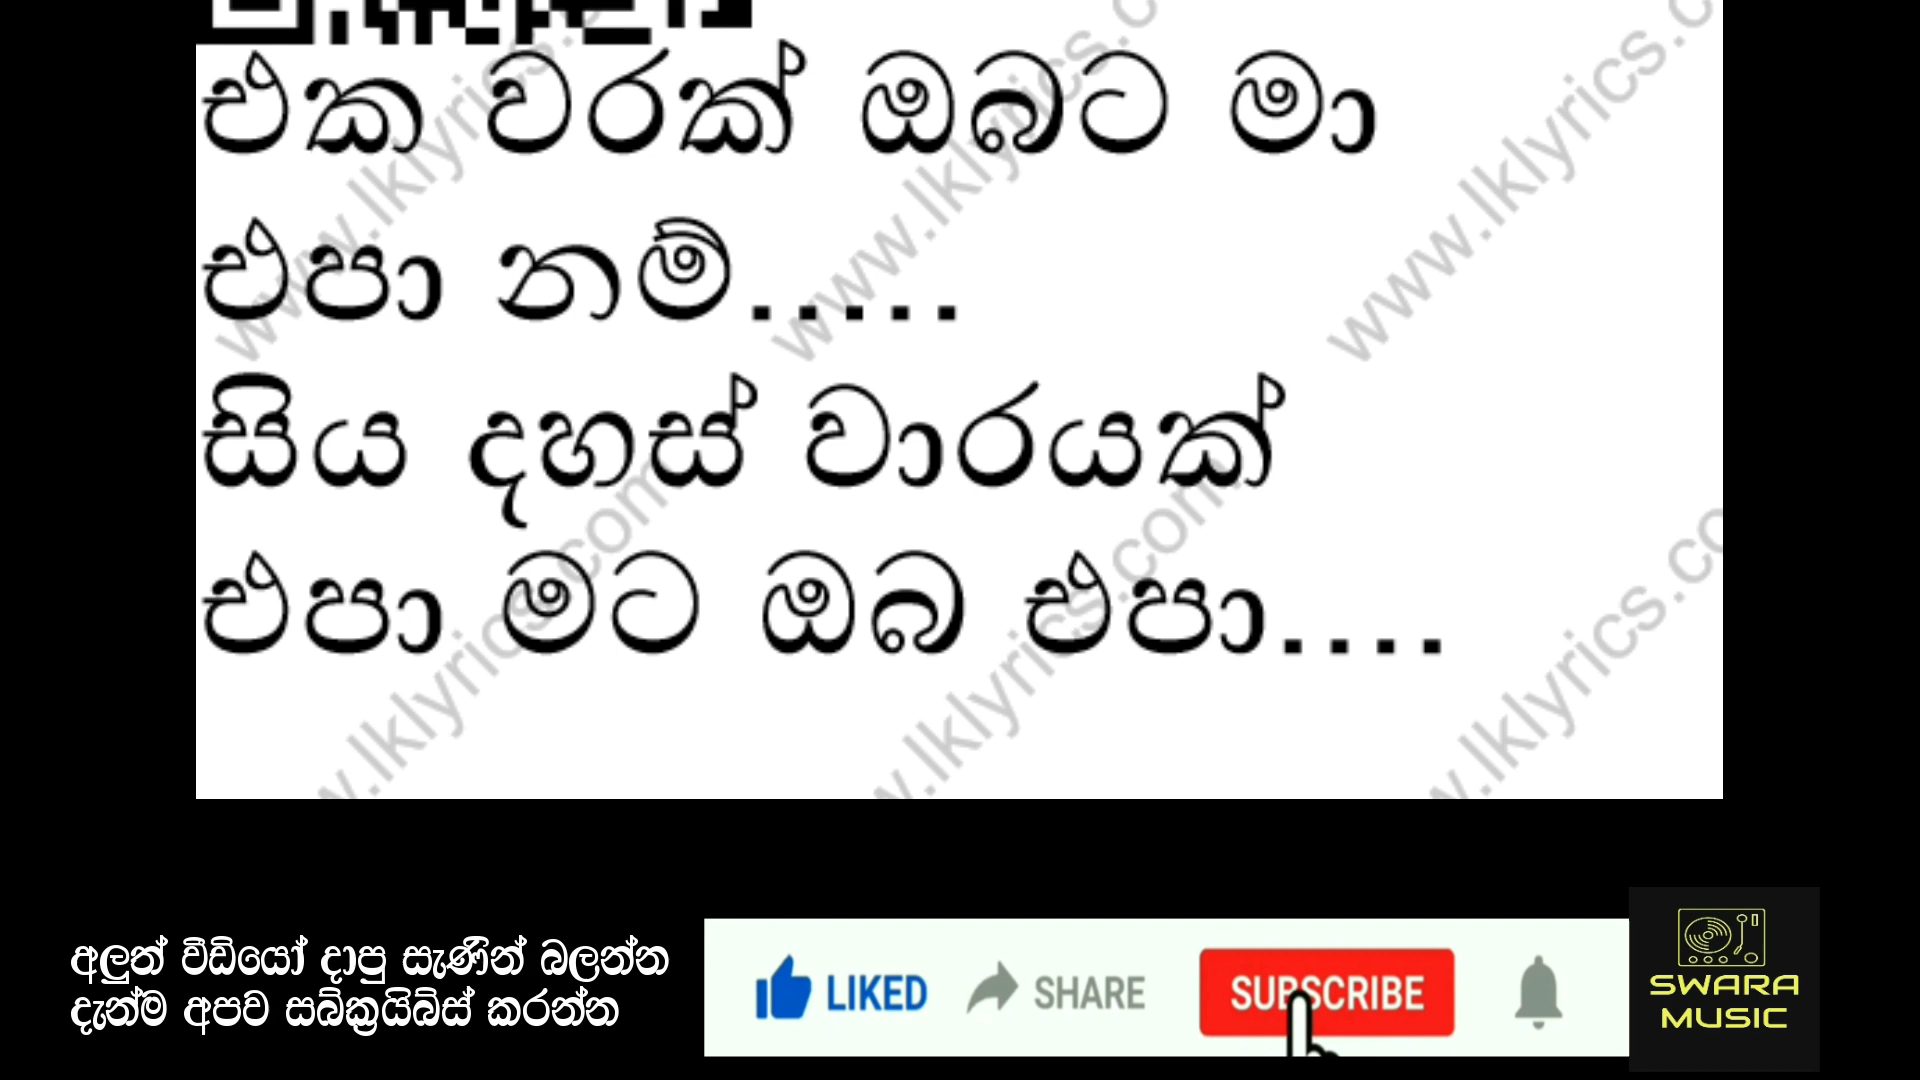 එක වරක් ඔබට මා
එපා නම්.....
සිය දහස් වාරයක්
එපා මට ඔබ එපා....
www.lklyrics.com
අලුත් වීඩියෝ දාපු සැණින් බලන්න
දැන්ම අපව සබ්ක්‍රයිබ්ස් කරන්න
LIKED SHARE SUBSCRIBE
SWARA
MUSIC